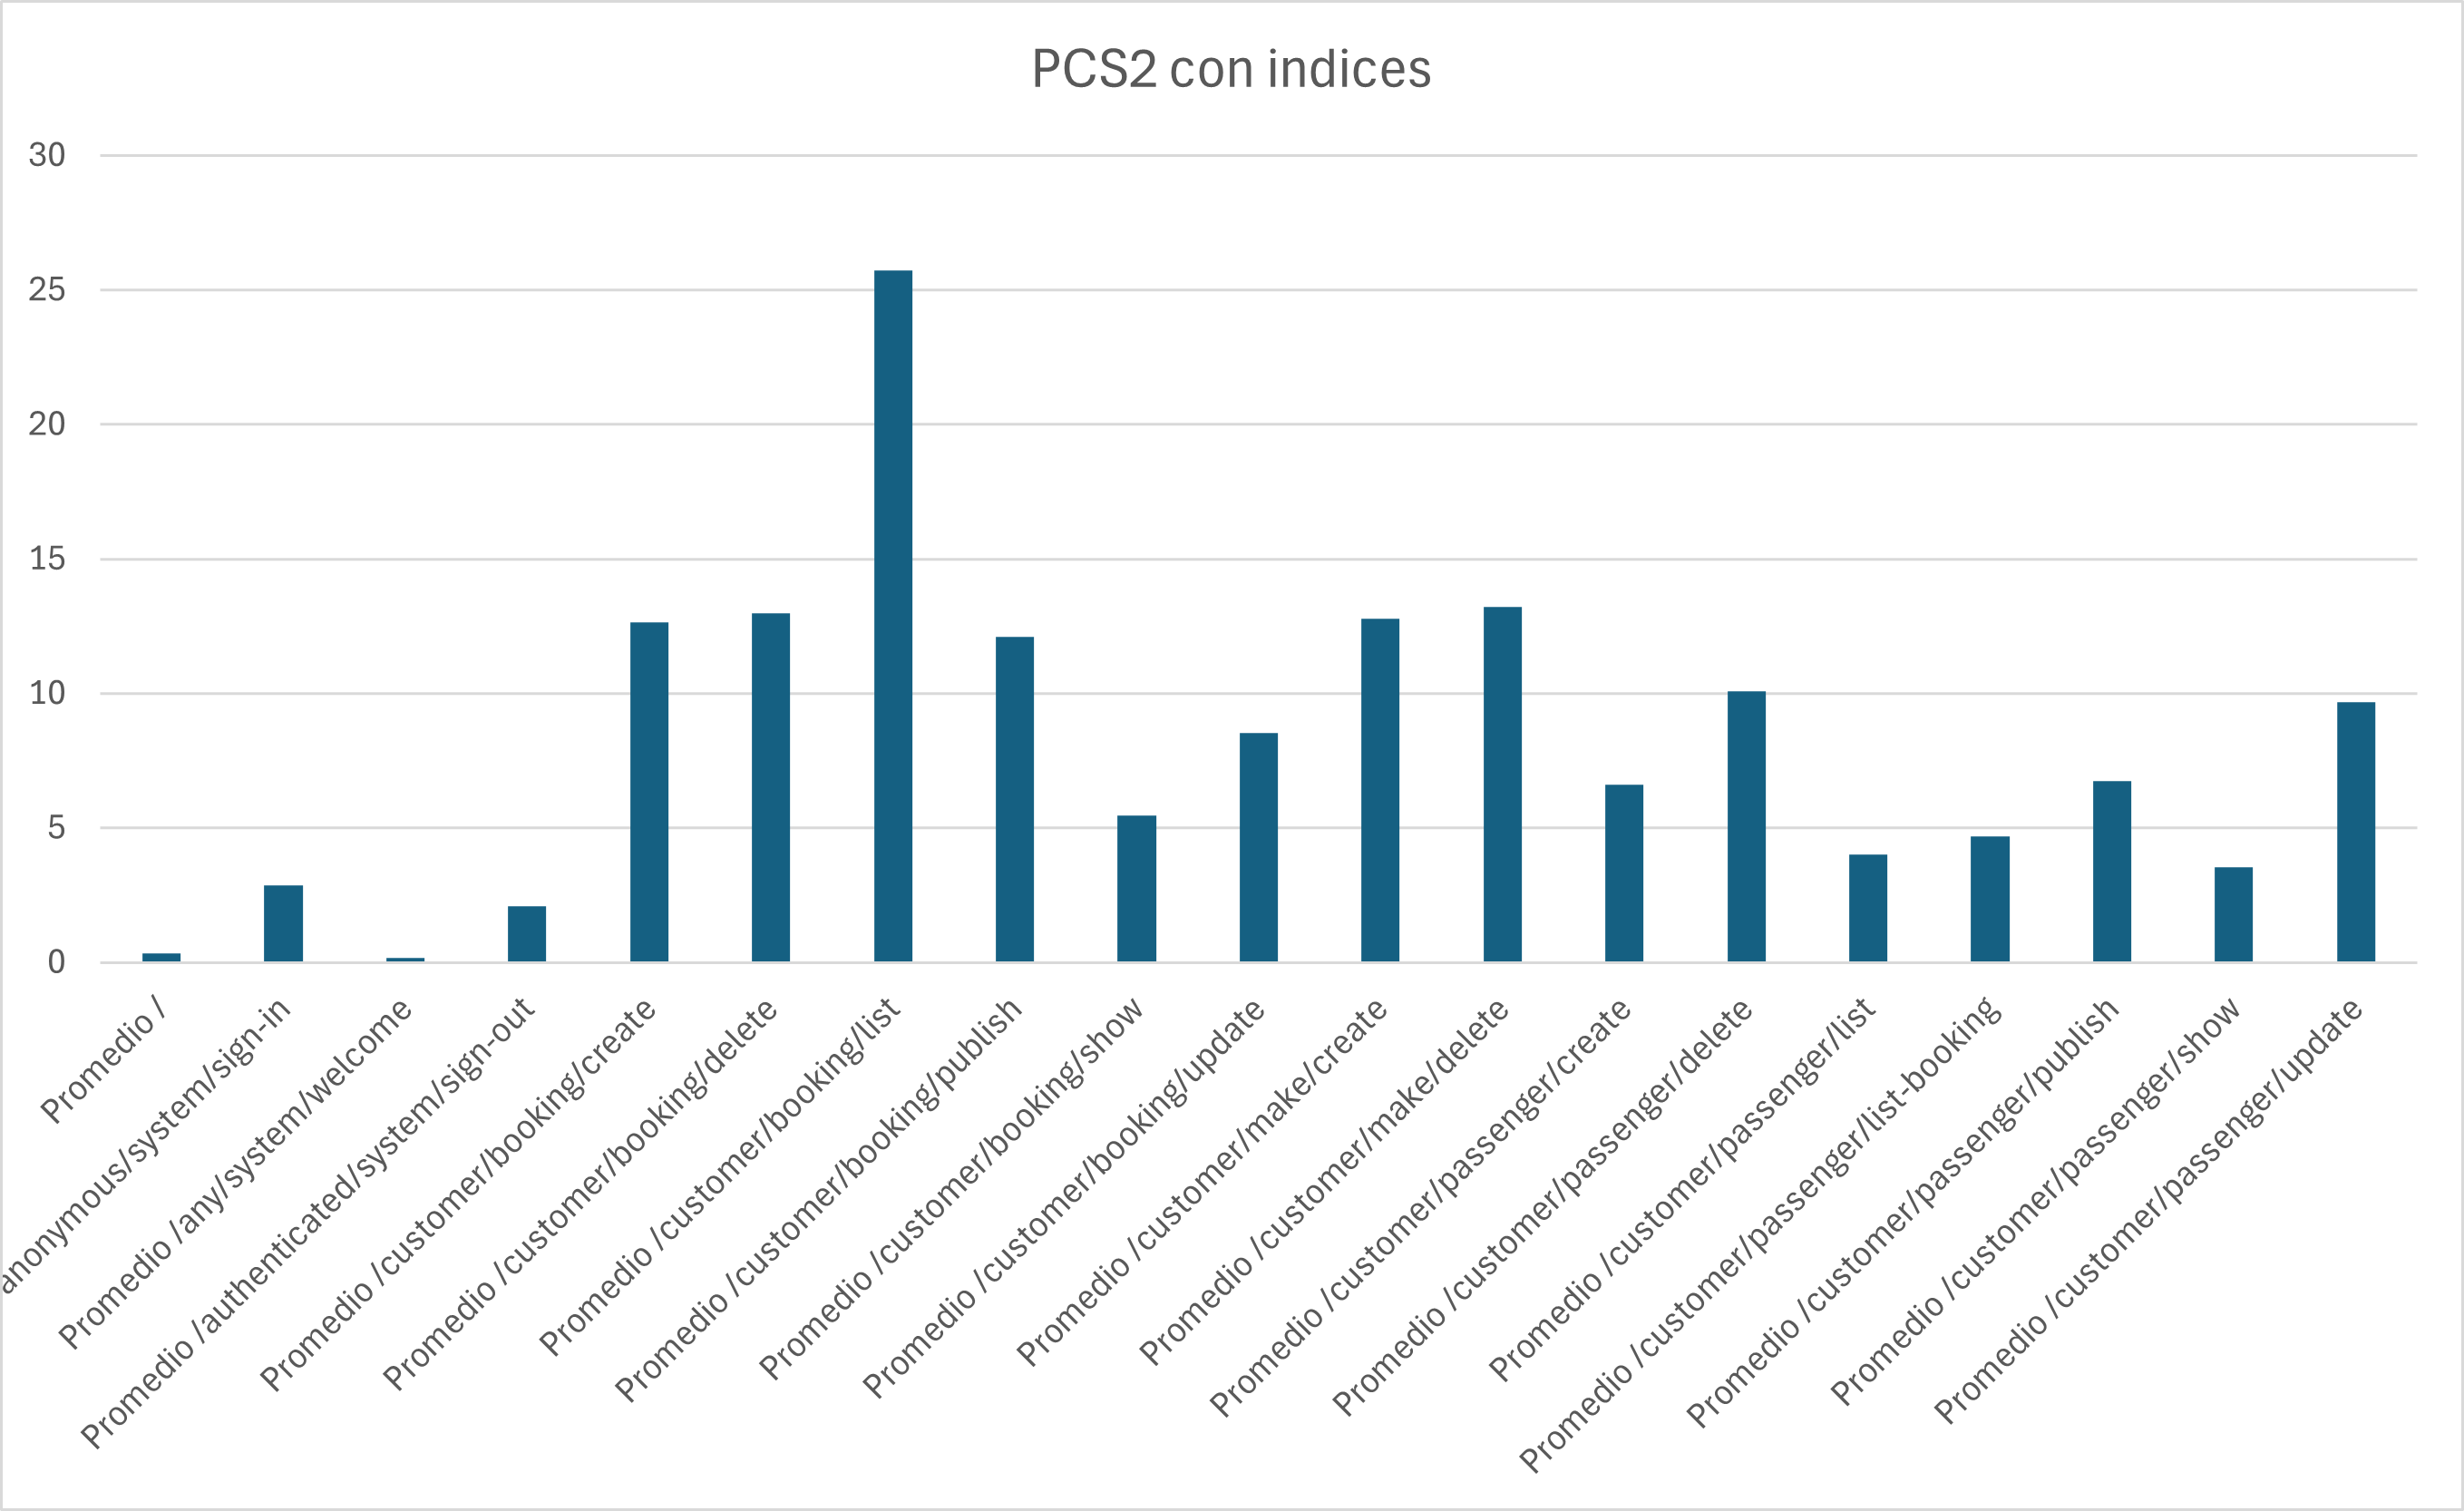 PCS2 con indices
30
25
20
15
10
5
0
Promedio /
anonymous/system/sign-in
Promedio /any/system/welcome
Promedio /authenticated/system/sign-out
Promedio /customer/booking/create
Promedio /customer/booking/delete
Promedio /customer/booking/list
Promedio /customer/booking/publish
Promedio /customer/booking/show
Promedio /customer/booking/update
Promedio /customer/make/create
Promedio /customer/make/delete
Promedio /customer/passenger/create
Promedio /customer/passenger/delete
Promedio /customer/passenger/list
Promedio /customer/passenger/list-booking
Promedio /customer/passenger/publish
Promedio /customer/passenger/show
Promedio /customer/passenger/update